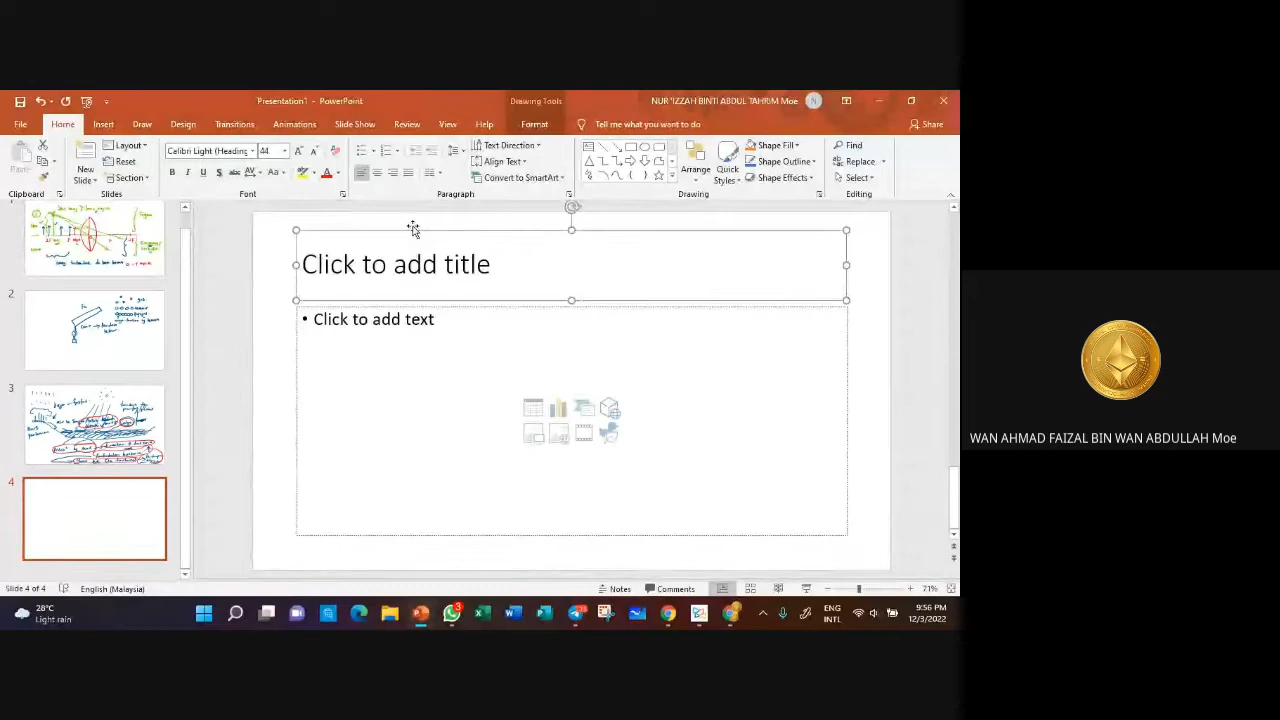 Presentation1 - PowerPoint
Drawing Tools
NUR 'IZZAH BINTI ABDUL TAHRIM Moe
N
File Home Insert Draw Design Transitions Animations Slide Show Review View Help Format Tell me what you want to do Share
Paste
Clipboard
New Slide
Layout
Reset
Section
Slides
Calibri Light (Heading 44
Font
Text Direction
Align Text
Convert to SmartArt
Paragraph
Arrange
Quick Styles
Shape Fill
Shape Outline
Shape Effects
Drawing
Find
Replace
Select
Editing
2
3
4
Click to add title
• Click to add text
Slide 4 of 4
English (Malaysia)
Notes
Comments
71%
28°C
Light rain
3
ENG
INTL
9:56 PM
12/3/2022
WAN AHMAD FAIZAL BIN WAN ABDULLAH Moe